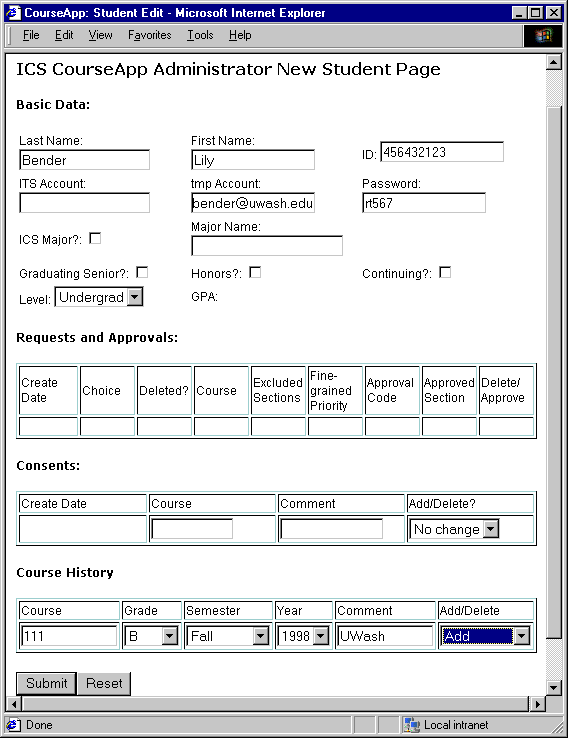 CourseApp: Student Edit - Microsoft Internet Explorer
File Edit View Favorites Tools Help
ICS CourseApp Administrator New Student Page
Basic Data:
Last Name: First Name:
Bender Lily ID: 456432123
ITS Account: tmp Account: Password:
bender@uwash.edu rt567
ICS Major?: Major Name:
Graduating Senior?: Honors?: Continuing?:
Level: Undergrad GPA:
Requests and Approvals:
Create Date Choice Deleted? Course Excluded Sections Fine-grained Priority Approval Code Approved Section Delete/Approve
Consents:
Create Date Course Comment Add/Delete?
No change
Course History
Course Grade Semester Year Comment Add/Delete
111 B Fall 1998 UWash Add
Submit Reset
Done Local intranet